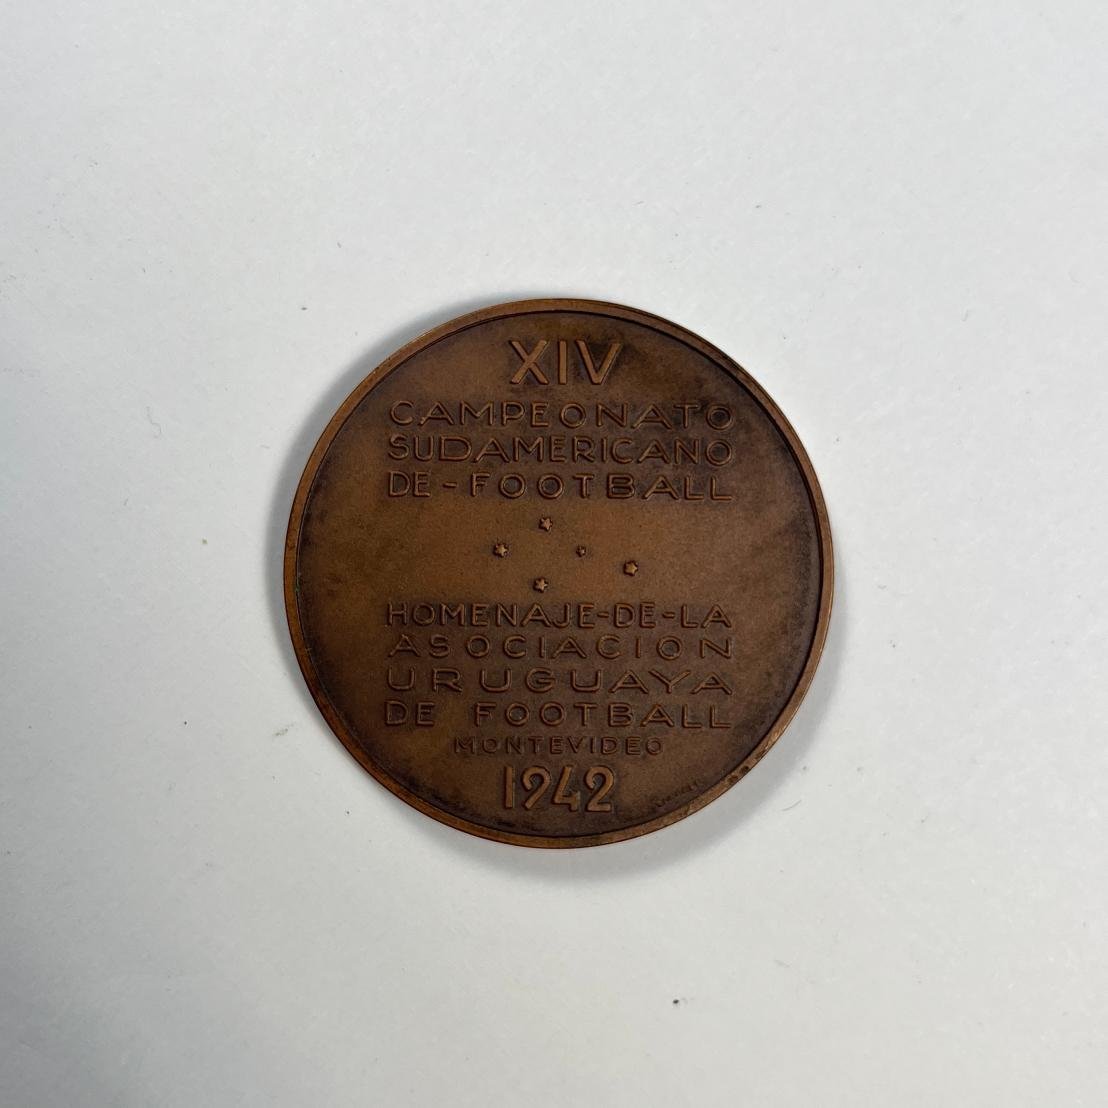 XIV
CAMPEONATO
SUDAMERICANO
DE-FOOTBALL
HOMENAJE-DE-LA
ASOCIACION
URUGUAYA
DE FOOTBALL
MONTEVIDEO
1942